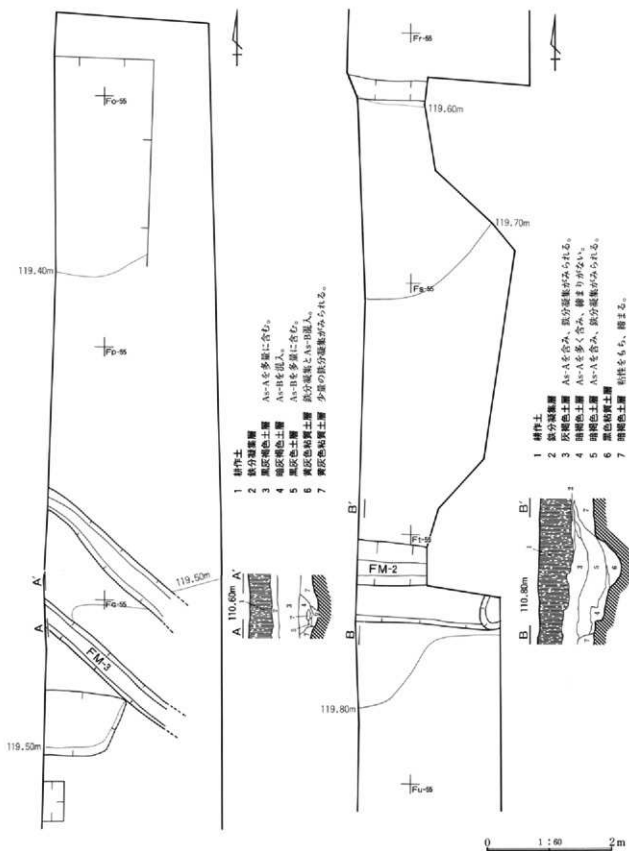 Fo-55
119.40m
Fp-55
119.50m
A'
Fq-55
A
FM-3
119.50m
110.60m
A A'
1 耕作土
2 鉄分凝集層
3 黒灰褐色土層 As-Aを多量に含む。
4 暗灰褐色土層 As-Bを混入。
5 黒灰色土層 As-Bを多量に含む。
6 黄灰色粘質土層 鉄分凝集とAs-B混入。
7 黄灰色粘質土層 少量の鉄分凝集がみられる。
Fr-55
119.60m
119.70m
Fs-55
B'
Ft-55
FM-2
B
119.80m
Fu-55
110.80m
B B'
1 耕作土
2 鉄分凝集層
3 灰褐色土層 As-Aを含み、鉄分凝集がみられる。
4 暗褐色土層 As-Aを多く含み、締まりがない。
5 暗褐色土層 As-Aを含み、鉄分凝集がみられる。
6 黒色粘質土層
7 暗褐色土層 粘性をもち、締まる。
0 1:60 2m